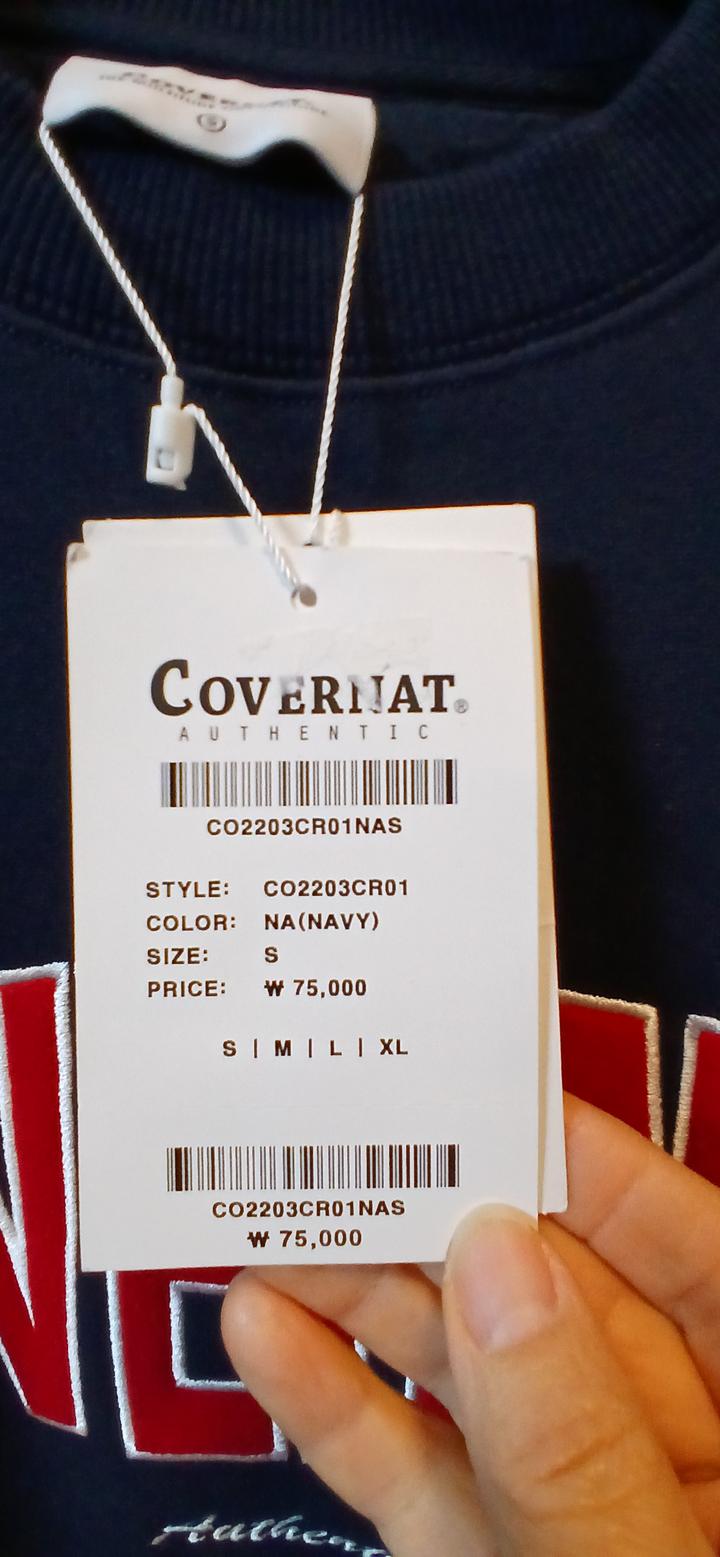 COVERNAT®
AUTHENTIC
CO2203CR01NAS
STYLE: CO2203CR01
COLOR: NA(NAVY)
SIZE: S
PRICE: ₩ 75,000
S | M | L | XL
CO2203CR01NAS
₩ 75,000